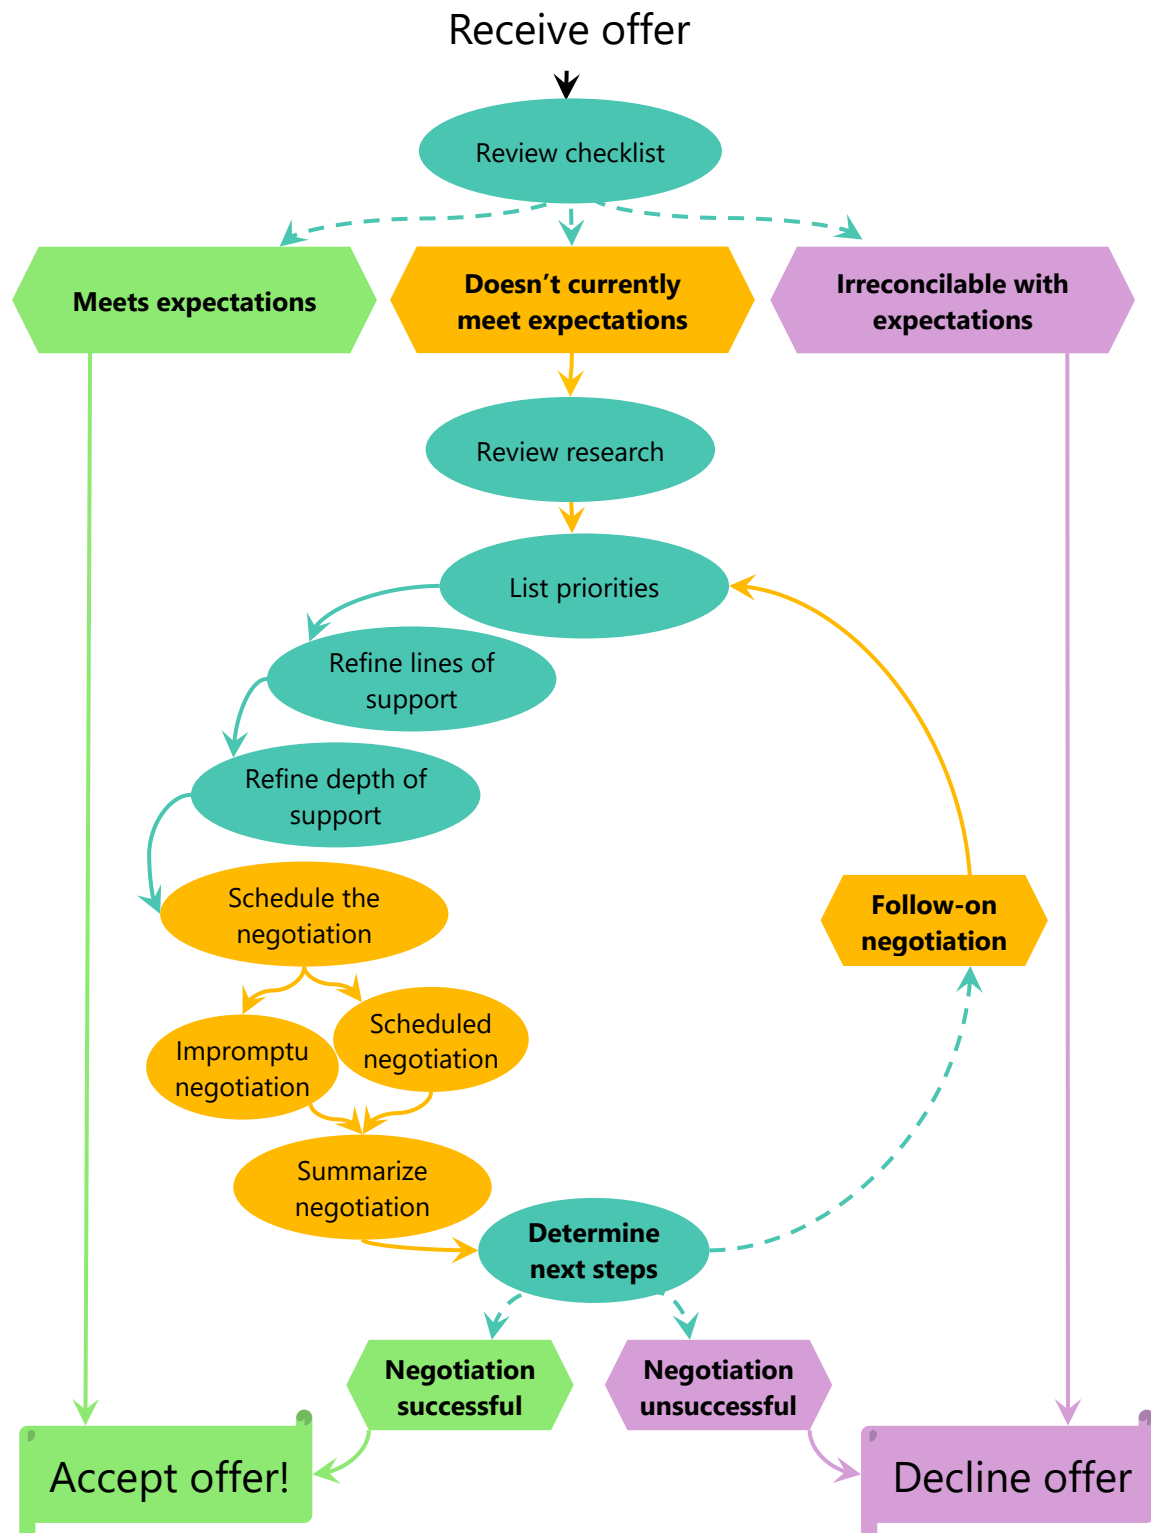 Receive offer
Review checklist
Meets expectations
Doesn’t currently
meet expectations
Irreconcilable with
expectations
Review research
List priorities
Refine lines of
support
Refine depth of
support
Schedule the
negotiation
Follow-on
negotiation
Impromptu
negotiation
Scheduled
negotiation
Summarize
negotiation
Determine
next steps
Negotiation
successful
Negotiation
unsuccessful
Accept offer!
Decline offer